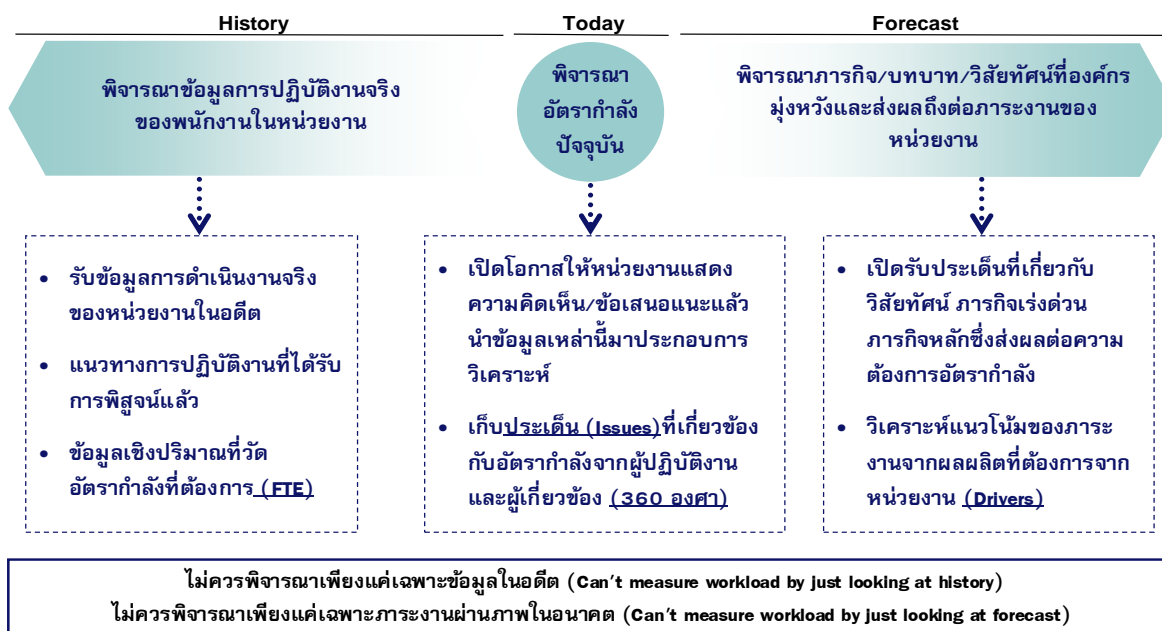 History
Today
Forecast
พิจารณาข้อมูลการปฏิบัติงานจริง
ของพนักงานในหน่วยงาน
พิจารณา
อัตรากำลัง
ปัจจุบัน
พิจารณาภารกิจ/บทบาท/วิสัยทัศน์ที่องค์กร
มุ่งหวังและส่งผลถึงต่อภาระงานของ
หน่วยงาน
• รับข้อมูลการดำเนินงานจริง
ของหน่วยงานในอดีต
• แนวทางการปฏิบัติงานที่ได้รับ
การพิสูจน์แล้ว
• ข้อมูลเชิงปริมาณที่วัด
อัตรากำลังที่ต้องการ (FTE)
• เปิดโอกาสให้หน่วยงานแสดง
ความคิดเห็น/ข้อเสนอแนะแล้ว
นำข้อมูลเหล่านี้มาประกอบการ
วิเคราะห์
• เก็บประเด็น (Issues)ที่เกี่ยวข้อง
กับอัตรากำลังจากผู้ปฏิบัติงาน
และผู้เกี่ยวข้อง (360 องศา)
• เปิดรับประเด็นที่เกี่ยวกับ
วิสัยทัศน์ ภารกิจเร่งด่วน
ภารกิจหลักซึ่งส่งผลต่อความ
ต้องการอัตรากำลัง
• วิเคราะห์แนวโน้มของภาระ
งานจากผลผลิตที่ต้องการจาก
หน่วยงาน (Drivers)
ไม่ควรพิจารณาเพียงแค่เฉพาะข้อมูลในอดีต (Can't measure workload by just looking at history)
ไม่ควรพิจารณาเพียงแค่เฉพาะภาระงานผ่านภาพในอนาคต (Can't measure workload by just looking at forecast)